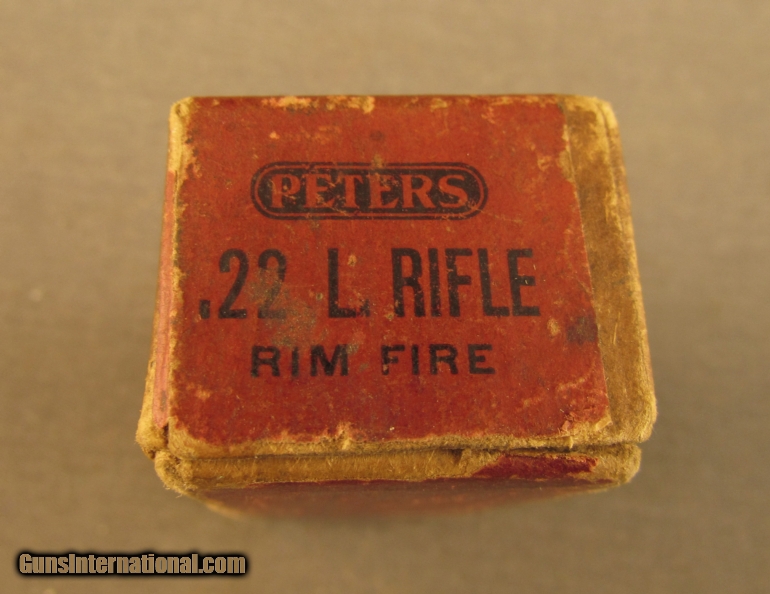 PETERS
.22 L. RIFLE
RIM FIRE
GunsInternational.com